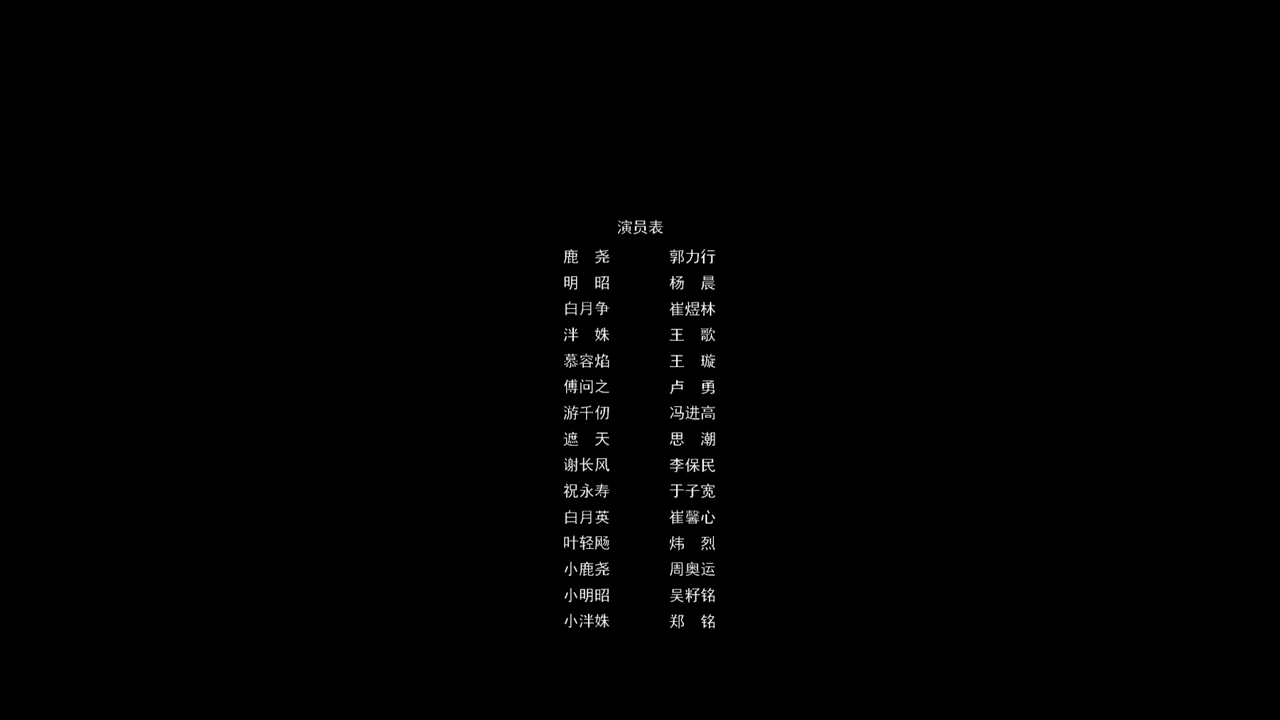 演员表
鹿 尧 郭力行
明 昭 杨 晨
白月争 崔煜林
泮 姝 王 歌
慕容焰 王 璇
傅问之 卢 勇
游千仞 冯进高
遮 天 思 潮
谢长风 李保民
祝永寿 于子宽
白月英 崔馨心
叶轻飏 炜 烈
小鹿尧 周奥运
小明昭 吴籽铭
小泮姝 郑 铭